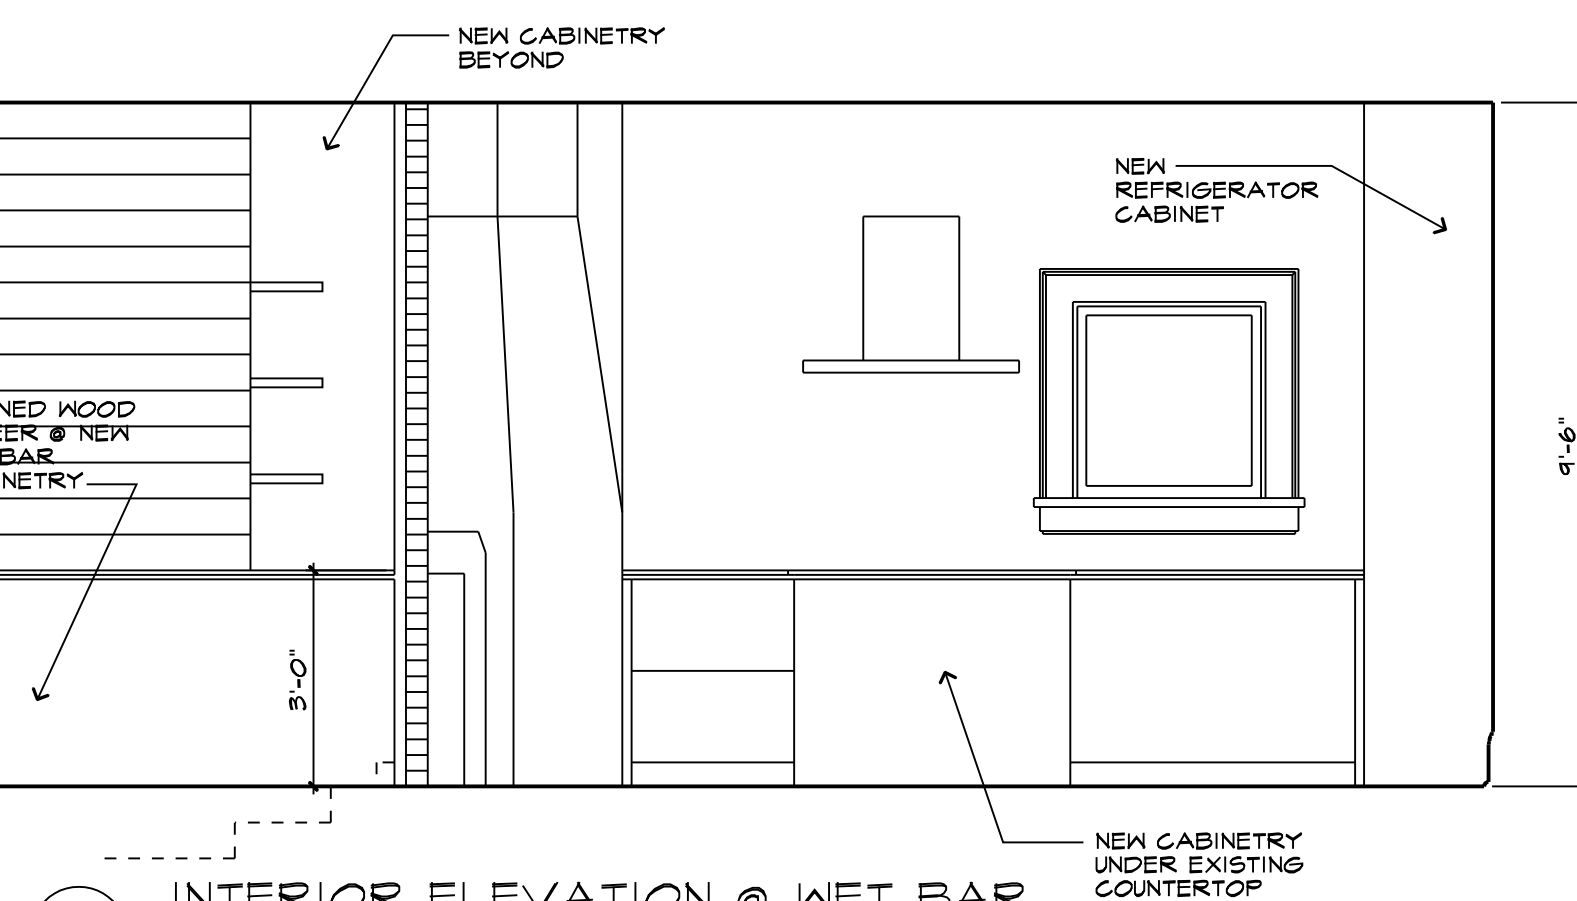 NEW CABINETRY
BEYOND
NEW
REFRIGERATOR
CABINET
NED WOOD
EER @ NEW
BAR
NETRY
9'-6"
3'-0"
NEW CABINETRY
UNDER EXISTING
COUNTERTOP
INTERIOR ELEVATION @ WET BAR